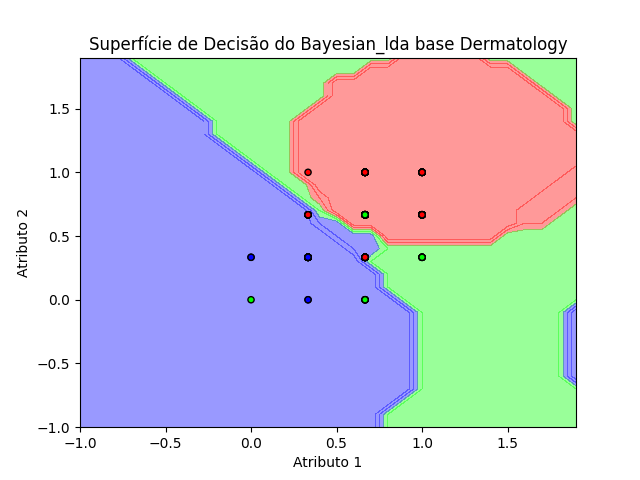 Superfície de Decisão do Bayesian_lda base Dermatology
1.5
1.0
0.5
0.0
−0.5
−1.0
Atributo 2
−1.0 −0.5 0.0 0.5 1.0 1.5
Atributo 1